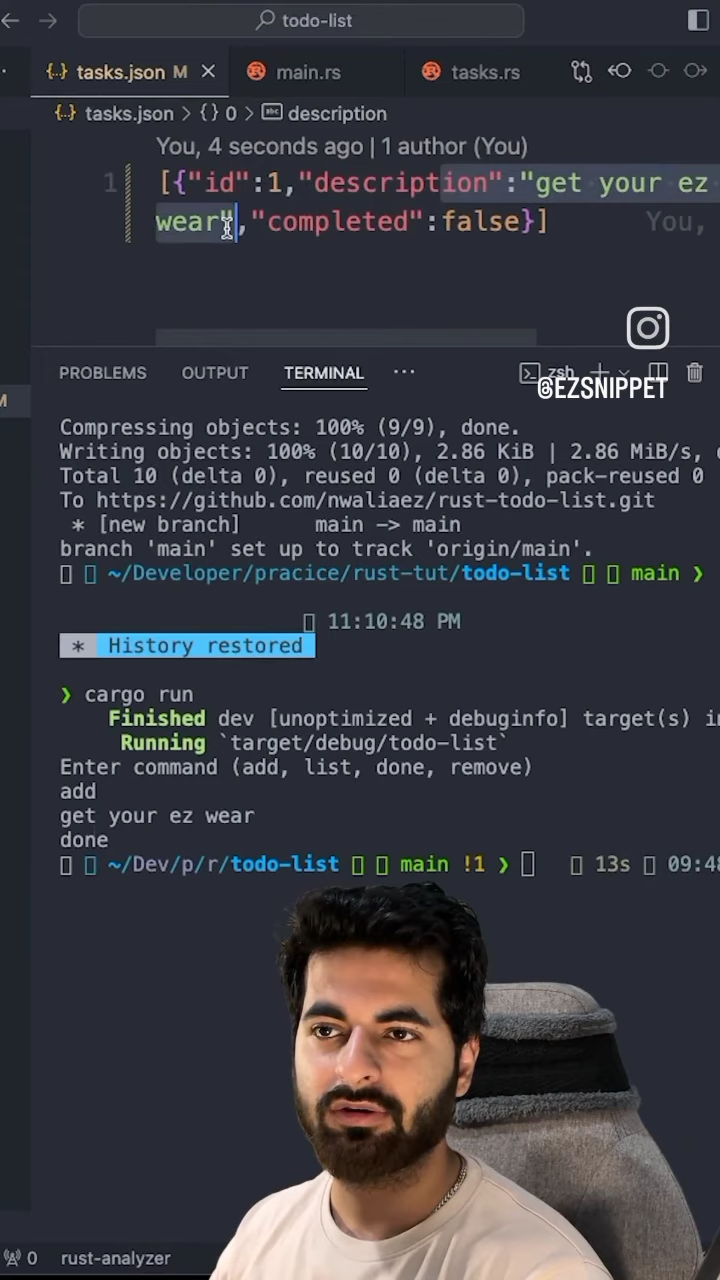 todo-list
tasks.json M
main.rs
tasks.rs
tasks.json > {} 0 > description
You, 4 seconds ago | 1 author (You)
1 [{"id":1,"description":"get your ez
wear","completed":false}] You,
PROBLEMS OUTPUT TERMINAL ··· zsh
@EZSNIPPET
Compressing objects: 100% (9/9), done.
Writing objects: 100% (10/10), 2.86 KiB | 2.86 MiB/s,
Total 10 (delta 0), reused 0 (delta 0), pack-reused 0
To https://github.com/nwaliaez/rust-todo-list.git
* [new branch] main -> main
branch 'main' set up to track 'origin/main'.
~/Developer/pracice/rust-tut/todo-list main ❯
11:10:48 PM
* History restored
❯ cargo run
Finished dev [unoptimized + debuginfo] target(s) in
Running `target/debug/todo-list`
Enter command (add, list, done, remove)
add
get your ez wear
done
~/Dev/p/r/todo-list main !1 ❯ 13s 09:48
M
0 rust-analyzer